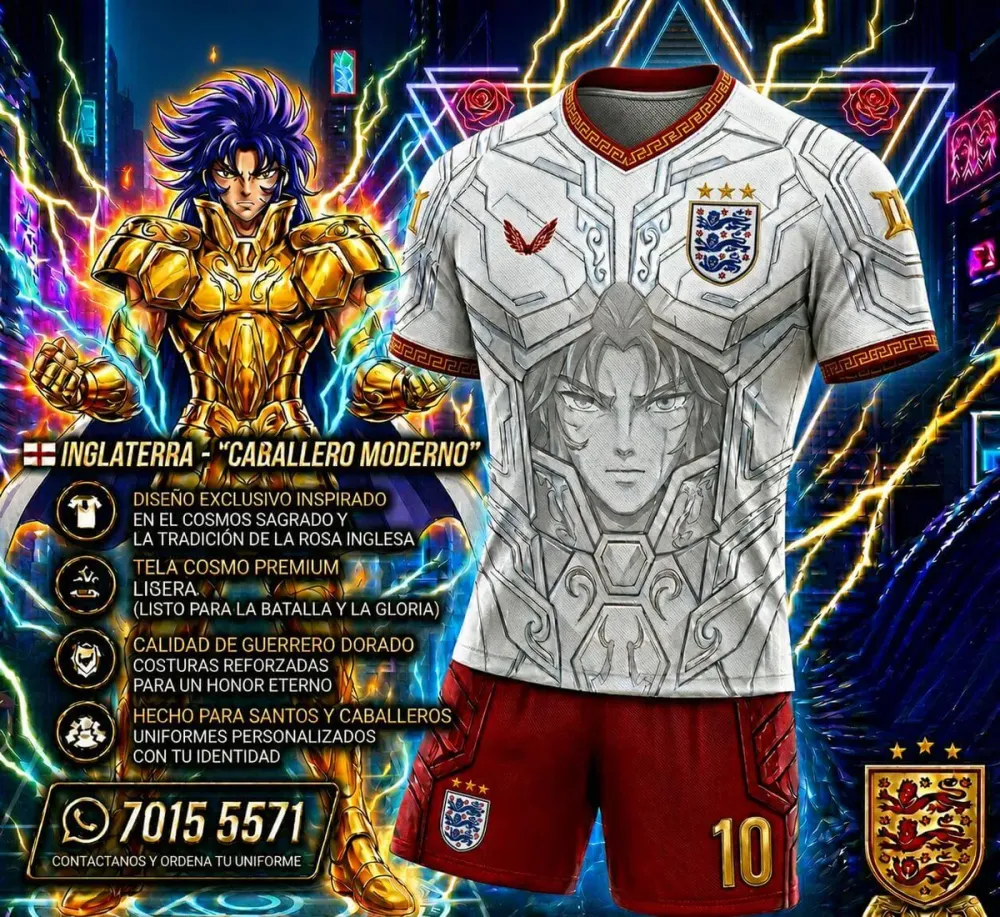 INGLATERRA - "CABALLERO MODERNO"
DISEÑO EXCLUSIVO INSPIRADO
EN EL COSMOS SAGRADO Y
LA TRADICIÓN DE LA ROSA INGLESA
TELA COSMO PREMIUM
LIGERA.
(LISTO PARA LA BATALLA Y LA GLORIA)
CALIDAD DE GUERRERO DORADO
COSTURAS REFORZADAS
PARA UN HONOR ETERNO
HECHO PARA SANTOS Y CABALLEROS
UNIFORMES PERSONALIZADOS
CON TU IDENTIDAD
7015 5571
CONTACTANOS Y ORDENA TU UNIFORME
10